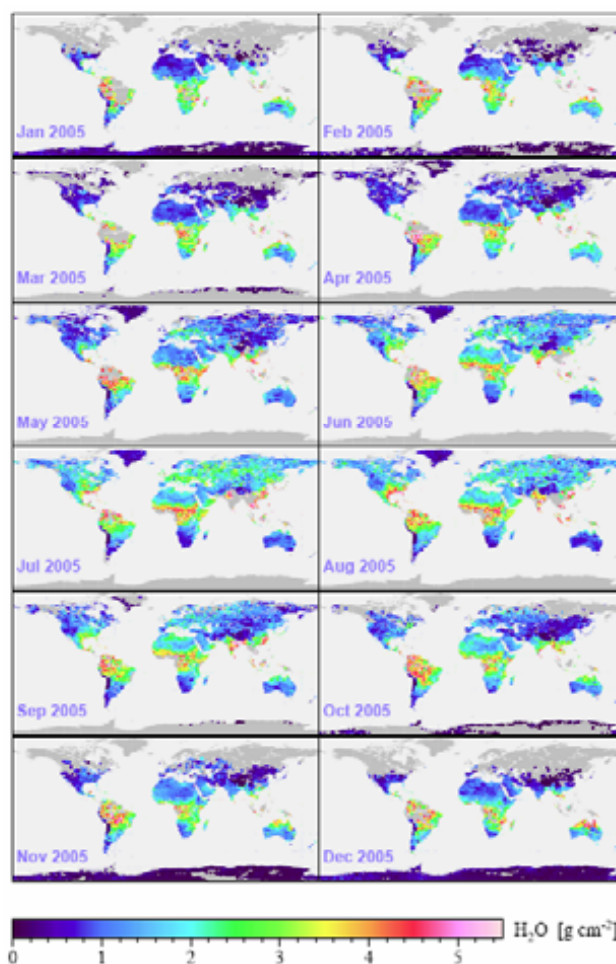 Jan 2005
Feb 2005
Mar 2005
Apr 2005
May 2005
Jun 2005
Jul 2005
Aug 2005
Sep 2005
Oct 2005
Nov 2005
Dec 2005
0 1 2 3 4 5 H₂O [g cm⁻²]